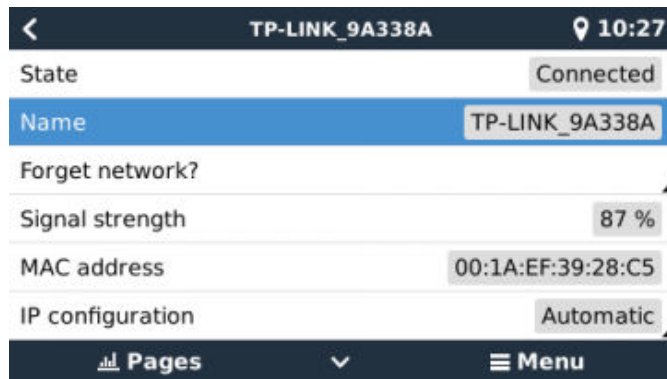 TP-LINK_9A338A 10:27
State Connected
Name TP-LINK_9A338A
Forget network?
Signal strength 87 %
MAC address 00:1A:EF:39:28:C5
IP configuration Automatic
Pages Menu